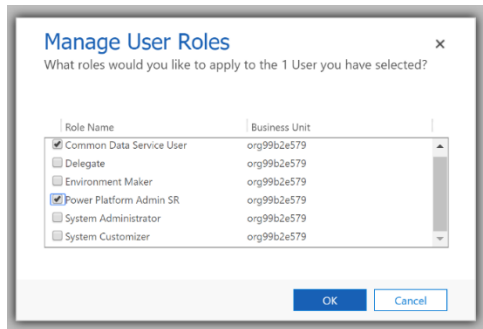 Manage User Roles
What roles would you like to apply to the 1 User you have selected?
Role Name Business Unit
Common Data Service User org99b2e579
Delegate org99b2e579
Environment Maker org99b2e579
Power Platform Admin SR org99b2e579
System Administrator org99b2e579
System Customizer org99b2e579
OK Cancel